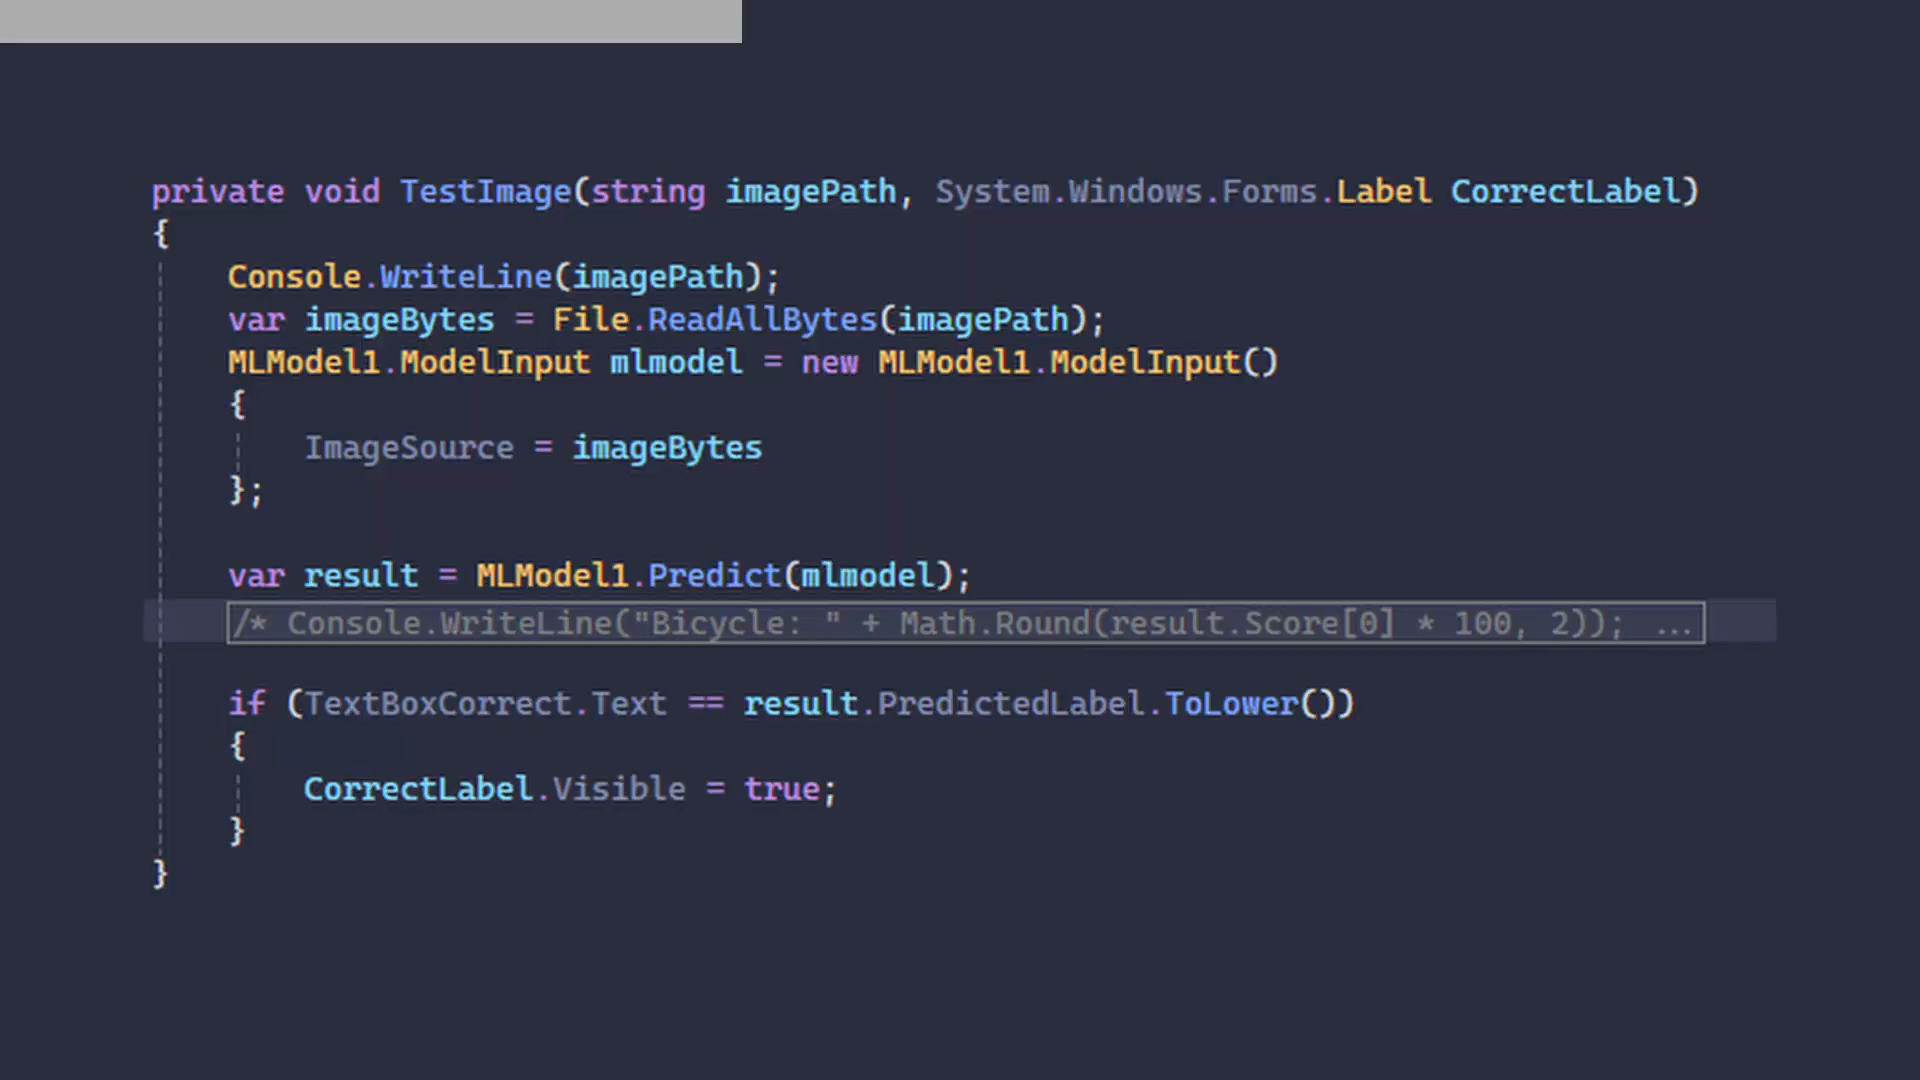 private void TestImage(string imagePath, System.Windows.Forms.Label CorrectLabel)
{
Console.WriteLine(imagePath);
var imageBytes = File.ReadAllBytes(imagePath);
MLModel1.ModelInput mlmodel = new MLModel1.ModelInput()
{
ImageSource = imageBytes
};
var result = MLModel1.Predict(mlmodel);
/* Console.WriteLine("Bicycle: " + Math.Round(result.Score[0] * 100, 2)); ...
if (TextBoxCorrect.Text == result.PredictedLabel.ToLower())
{
CorrectLabel.Visible = true;
}
}